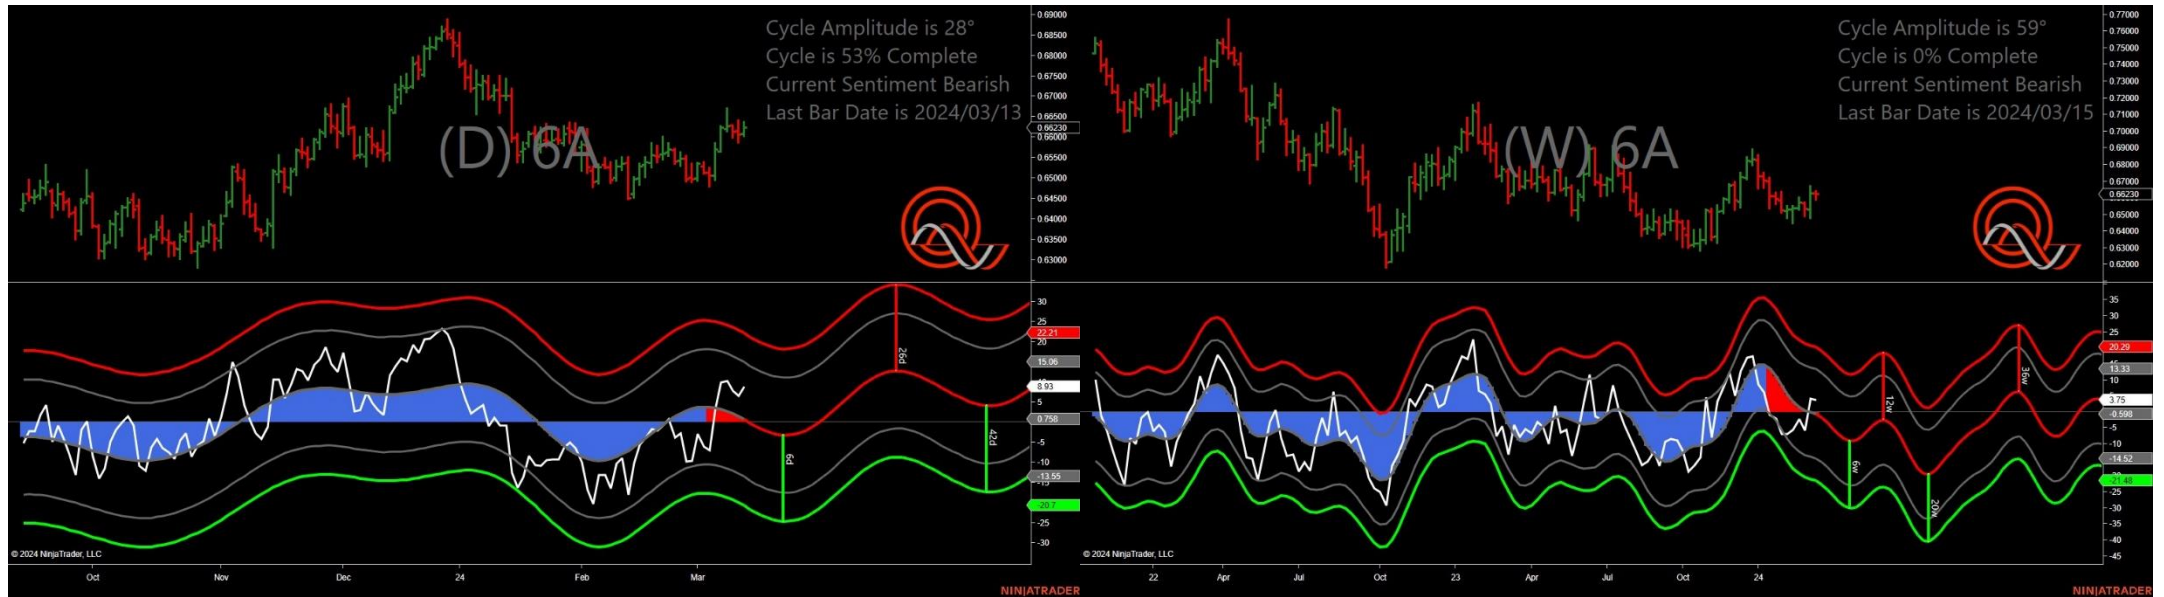 0.69000
0.68500
0.68000
0.67500
0.67000
0.66500
0.66230
0.66000
0.65500
0.65000
0.64500
0.64000
0.63500
0.63000
Cycle Amplitude is 28°
Cycle is 53% Complete
Current Sentiment Bearish
Last Bar Date is 2024/03/13
(D) 6A
30
25
22.21
20
15.06
8.93
5
0.758
-5
-10
-13.55
-15
-20.7
-25
-30
26d
6d
42d
© 2024 NinjaTrader, LLC
Oct
Nov
Dec
24
Feb
Mar
NINJATRADER
0.77000
0.76000
0.75000
0.74000
0.73000
0.72000
0.71000
0.70000
0.69000
0.68000
0.67000
0.66230
0.65000
0.64000
0.63000
0.62000
Cycle Amplitude is 59°
Cycle is 0% Complete
Current Sentiment Bearish
Last Bar Date is 2024/03/15
(W) 6A
35
30
25
20.29
13.33
10
3.75
-0.598
-5
-10
-14.52
-21.48
-25
-30
-35
-40
-45
12w
36w
6w
20w
© 2024 NinjaTrader, LLC
22
Apr
Jul
Oct
23
Apr
Jul
Oct
24
NINJATRADER